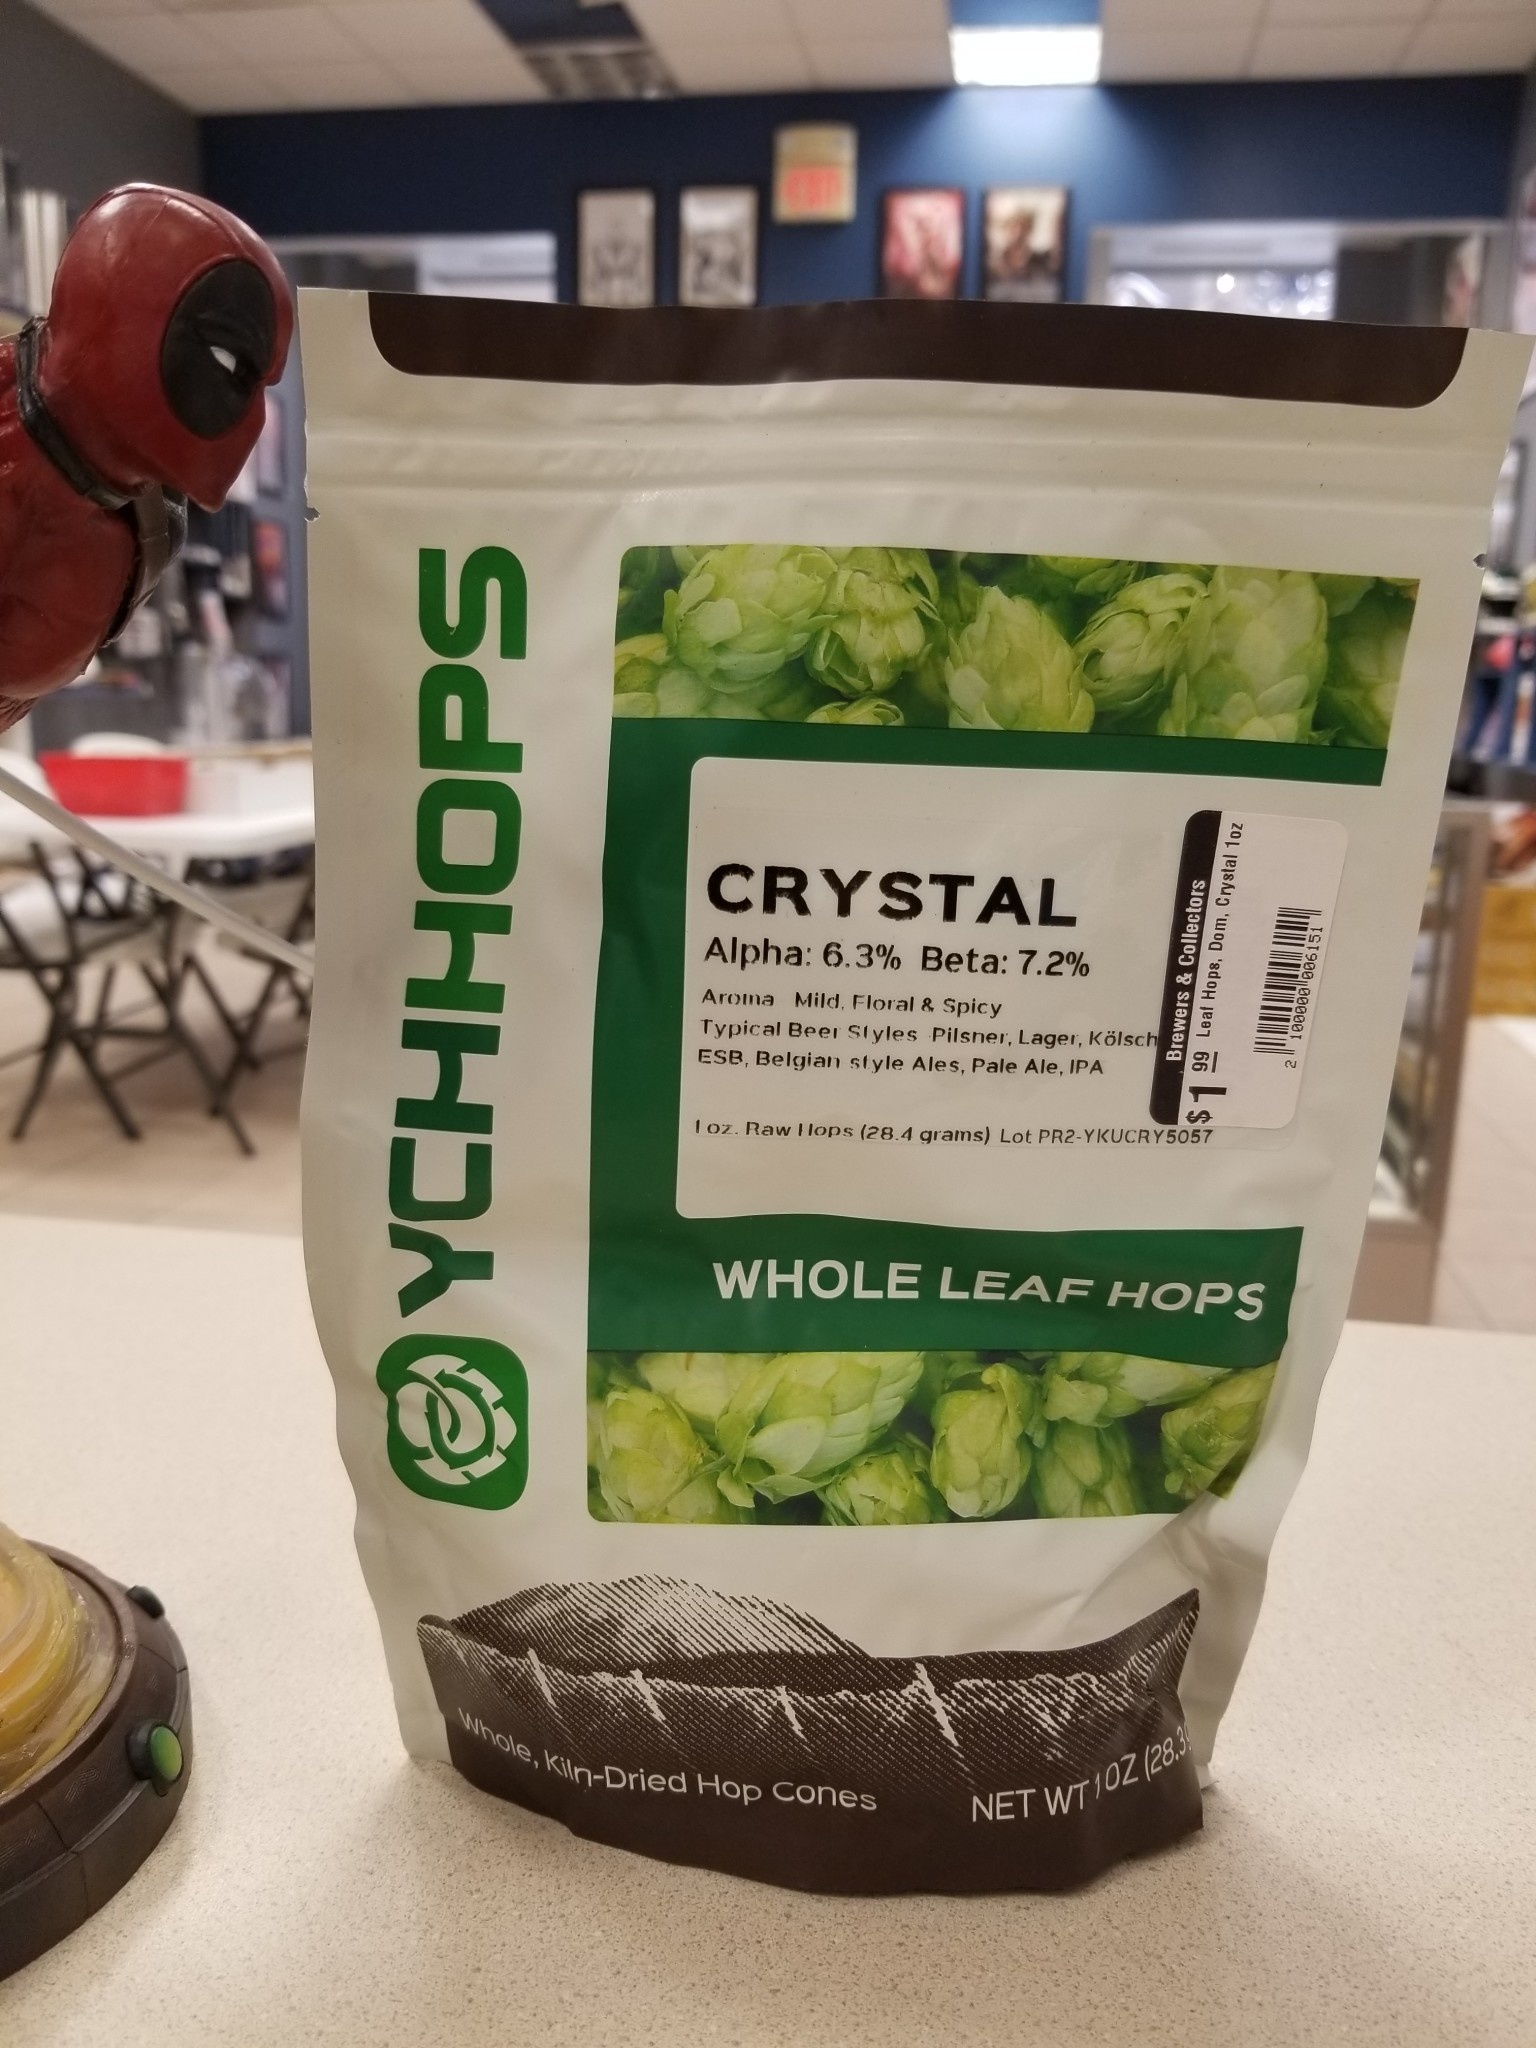 YCHHOPS
CRYSTAL
Alpha: 6.3% Beta: 7.2%
Aroma Mild, Floral & Spicy
Typical Beer Styles Pilsner, Lager, Kölsch
ESB, Belgian style Ales, Pale Ale, IPA
1 oz. Raw Hops (28.4 grams) Lot PR2-YKUCRY5057
Brewers & Collectors
$1 99 Leaf Hops, Dom, Crystal 1oz
2 100000 006151
WHOLE LEAF HOPS
Whole, Kiln-Dried Hop Cones
NET WT 1 OZ (28.3g
EXIT